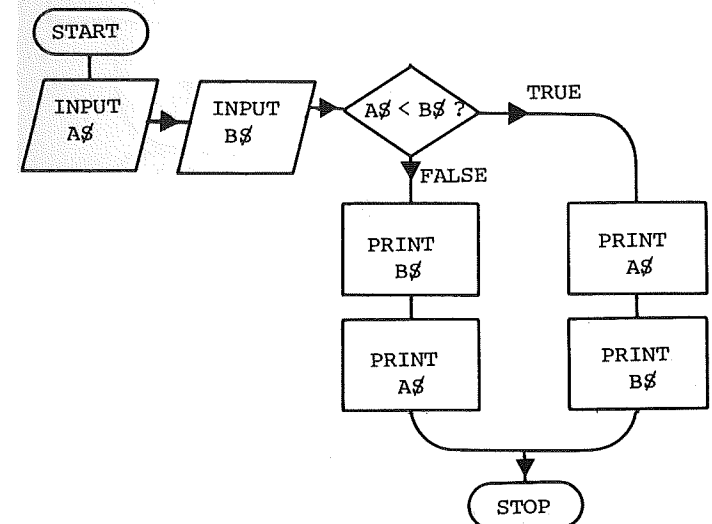 START
INPUT
A$
INPUT
B$
A$ < B$ ?
TRUE
FALSE
PRINT
B$
PRINT
A$
PRINT
A$
PRINT
B$
STOP